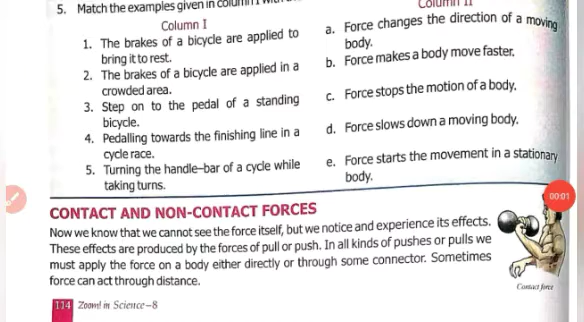 5. Match the examples given in column I
Column II
Column I
1. The brakes of a bicycle are applied to
bring it to rest.
2. The brakes of a bicycle are applied in a
crowded area.
3. Step on to the pedal of a standing
bicycle.
4. Pedalling towards the finishing line in a
cycle race.
5. Turning the handle-bar of a cycle while
taking turns.
a. Force changes the direction of a moving
body.
b. Force makes a body move faster.
c. Force stops the motion of a body.
d. Force slows down a moving body.
e. Force starts the movement in a stationary
body.
00:01
CONTACT AND NON-CONTACT FORCES
Now we know that we cannot see the force itself, but we notice and experience its effects.
These effects are produced by the forces of pull or push. In all kinds of pushes or pulls we
must apply the force on a body either directly or through some connector. Sometimes
force can act through distance.
Contact force
114 Zoom! in Science-8